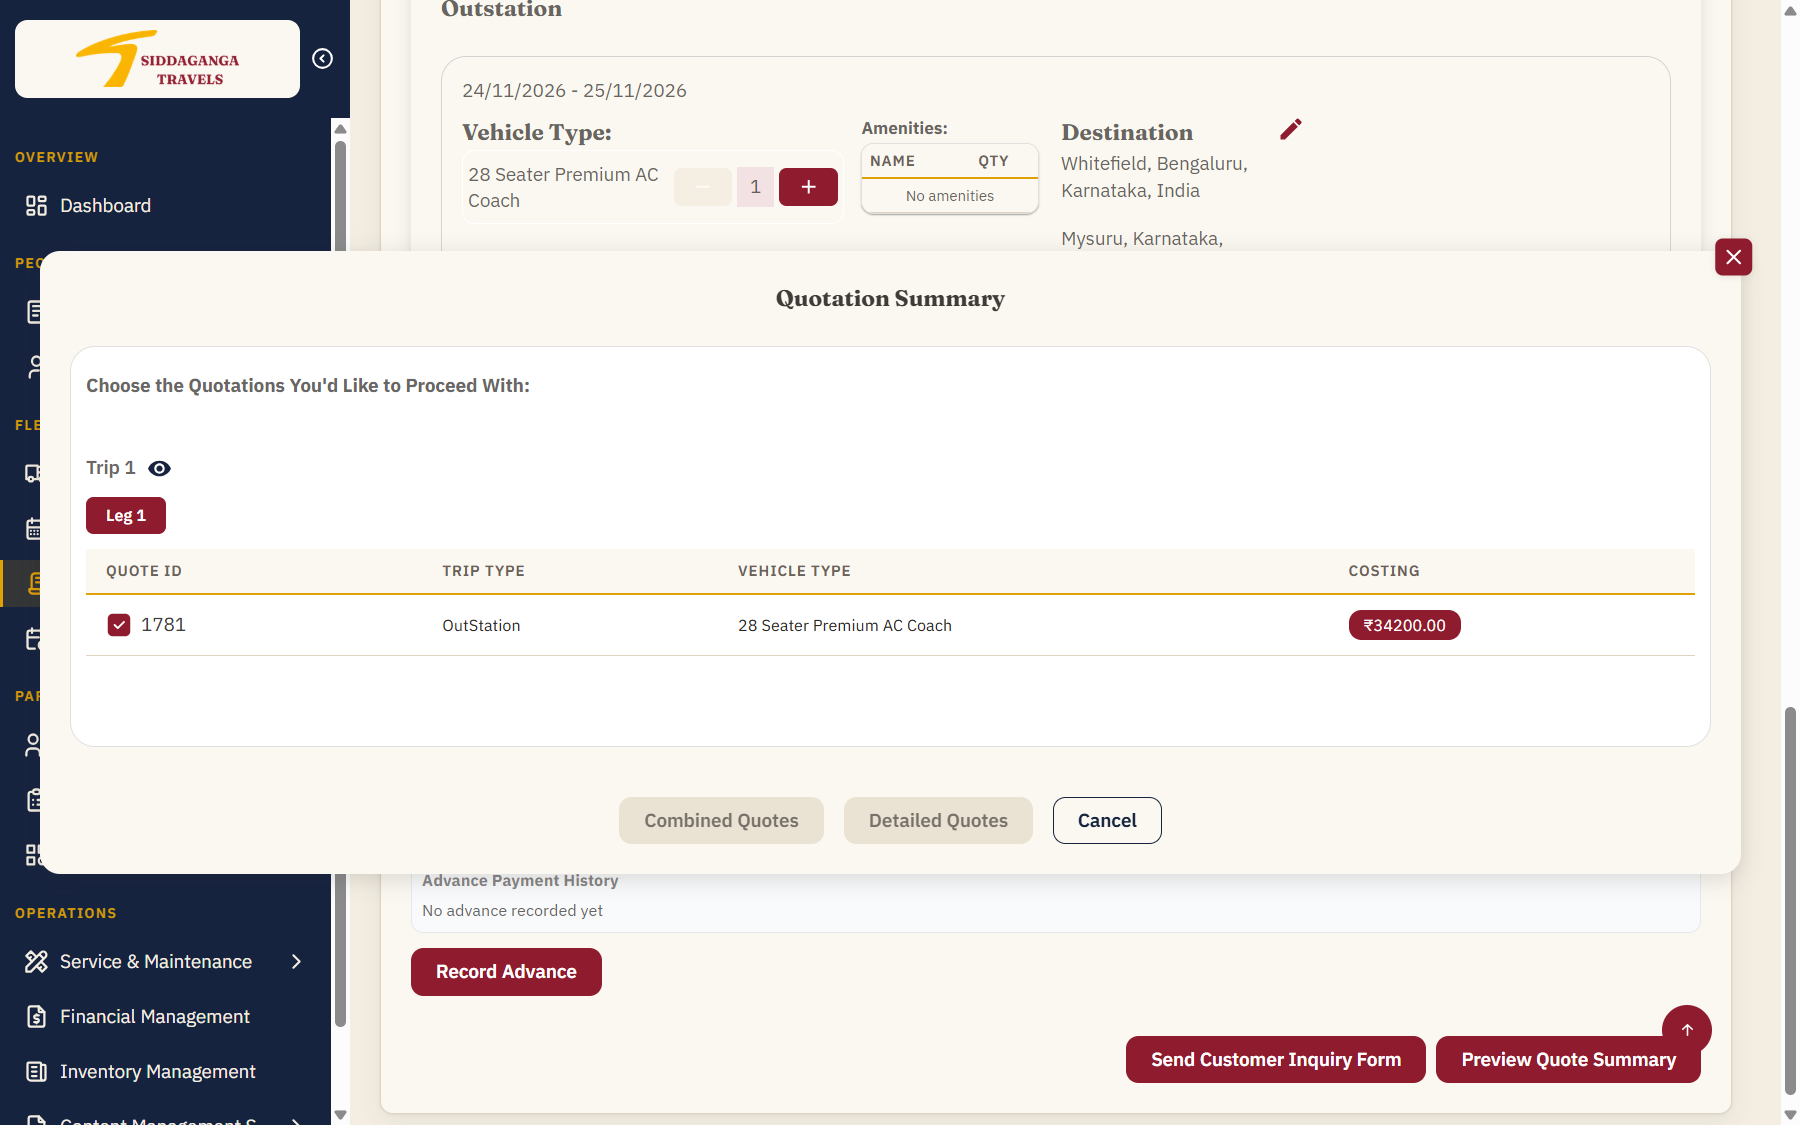 SIDDAGANGA
TRAVELS
OVERVIEW
Dashboard
OPERATIONS
Service & Maintenance
Financial Management
Inventory Management
Outstation
24/11/2026 - 25/11/2026
Vehicle Type:
28 Seater Premium AC
Coach
1
Amenities:
NAME QTY
No amenities
Destination
Whitefield, Bengaluru,
Karnataka, India
Mysuru, Karnataka,
Quotation Summary
Choose the Quotations You'd Like to Proceed With:
Trip 1
Leg 1
QUOTE ID TRIP TYPE VEHICLE TYPE COSTING
1781 OutStation 28 Seater Premium AC Coach ₹34200.00
Combined Quotes Detailed Quotes Cancel
Advance Payment History
No advance recorded yet
Record Advance
Send Customer Inquiry Form Preview Quote Summary